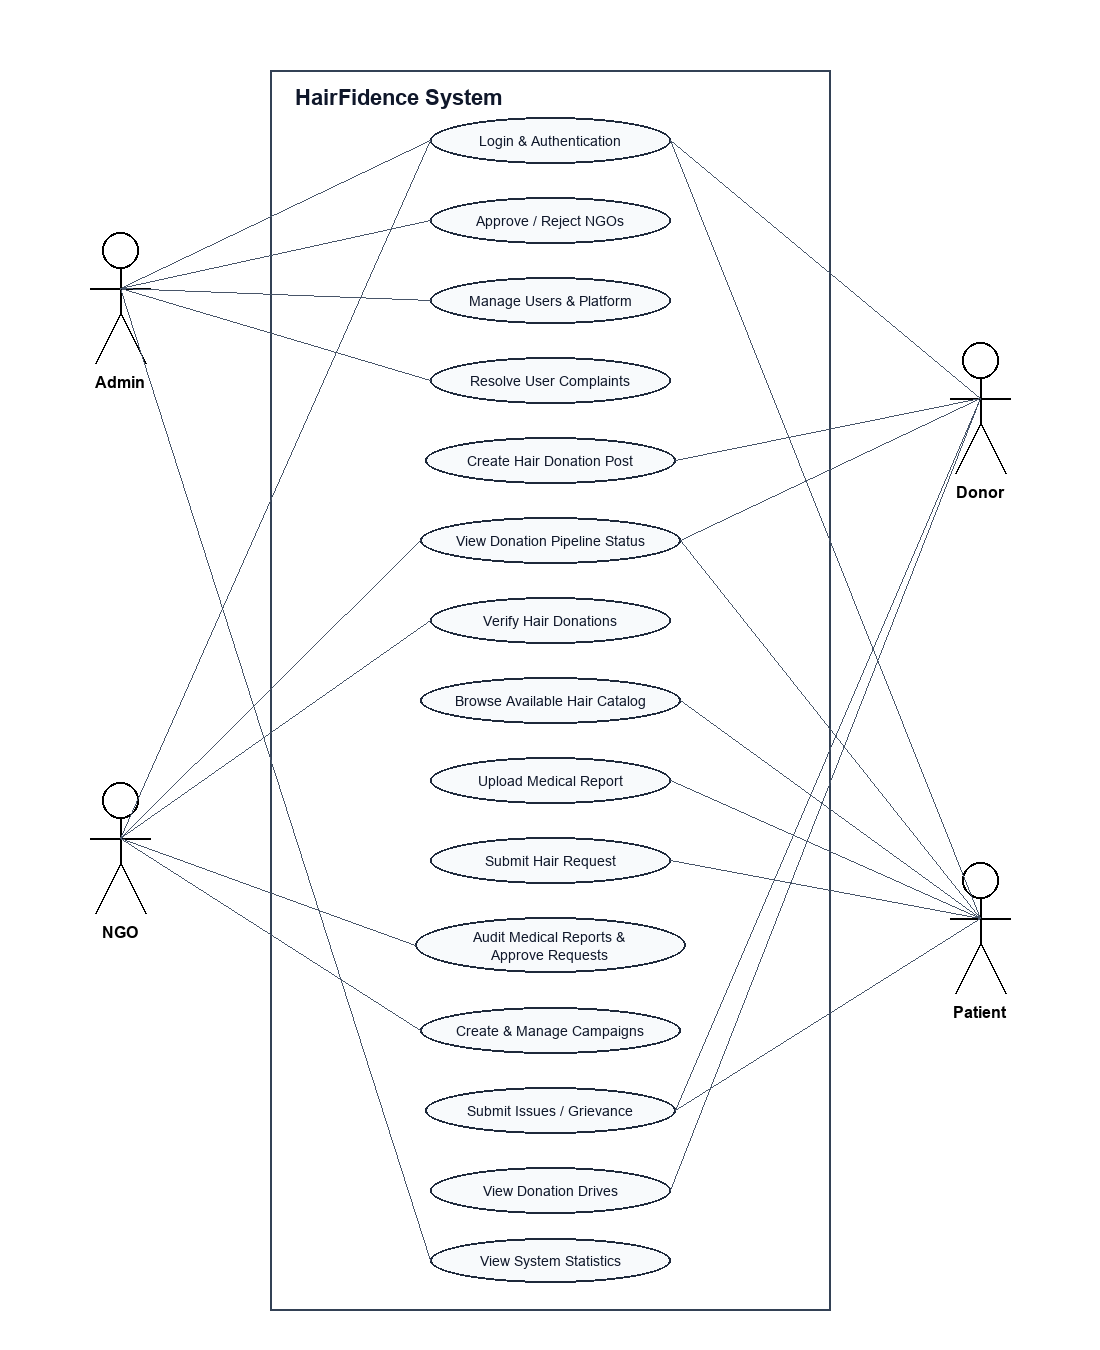 HairFidence System
Login & Authentication
Approve / Reject NGOs
Manage Users & Platform
Resolve User Complaints
Create Hair Donation Post
View Donation Pipeline Status
Verify Hair Donations
Browse Available Hair Catalog
Upload Medical Report
Submit Hair Request
Audit Medical Reports &
Approve Requests
Create & Manage Campaigns
Submit Issues / Grievance
View Donation Drives
View System Statistics
Admin
NGO
Donor
Patient